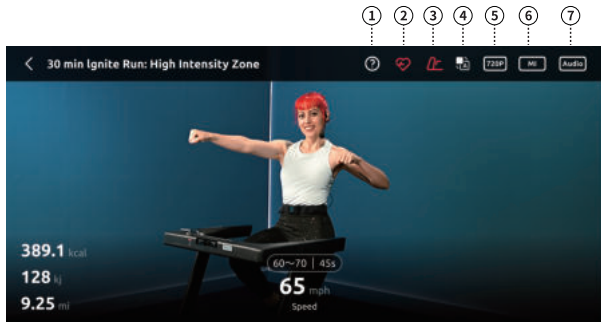 ① ② ③ ④ ⑤ ⑥ ⑦
30 min Ignite Run: High Intensity Zone
720P MI Audio
389.1 kcal
128 kj
9.25 mi
60～70 | 45s
65 mph
Speed